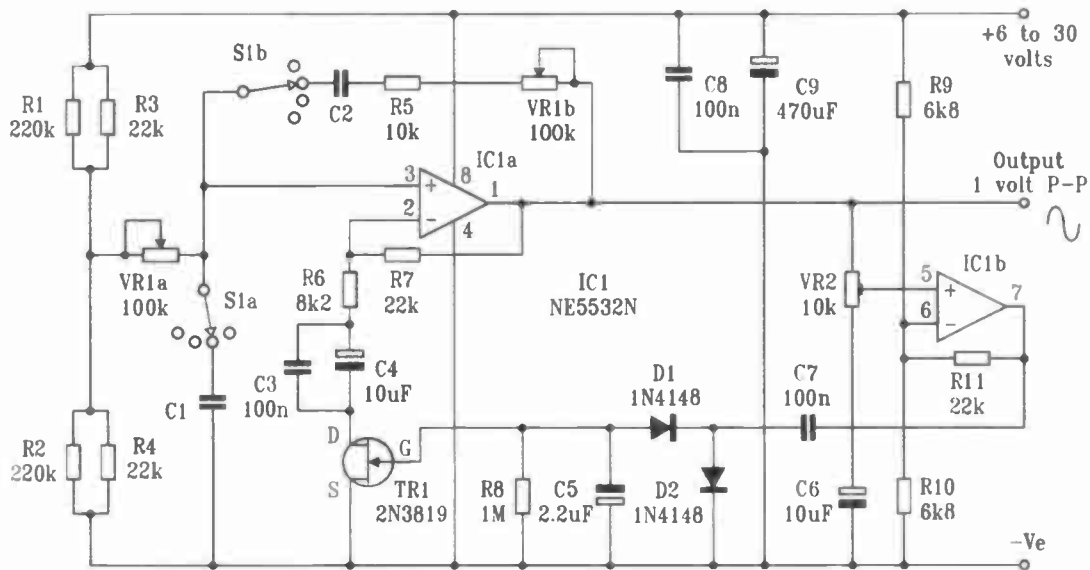 +6 to 30
volts
S1b
R1
220k
R3
22k
C2
R5
10k
VR1b
100k
C8
100n
C9
470uF
R9
6k8
IC1a
3
+
8
1
2
-
4
Output
1 volt P-P
VR1a
100k
S1a
R6
8k2
R7
22k
IC1
NE5532N
VR2
10k
IC1b
5
+
7
6
-
R11
22k
C3
100n
C4
10uF
D1
1N4148
C7
100n
C1
R2
220k
R4
22k
D
G
S
TR1
2N3819
R8
1M
C5
2.2uF
D2
1N4148
C6
10uF
R10
6k8
-Ve